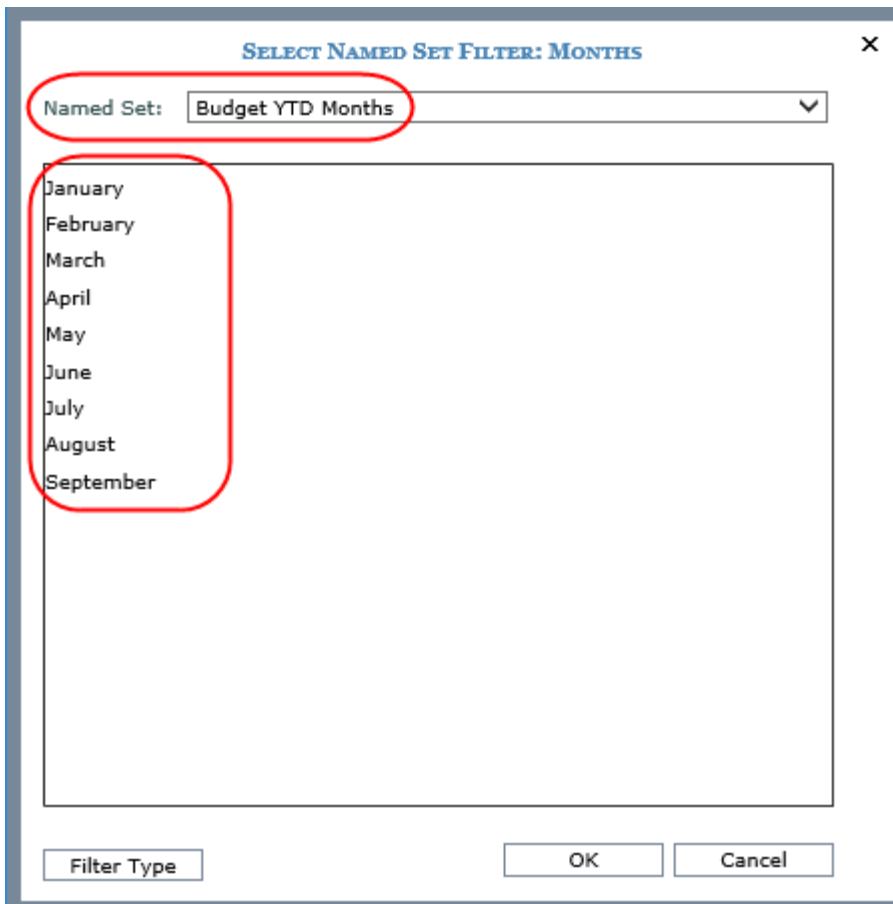 SELECT NAMED SET FILTER: MONTHS
Named Set: Budget YTD Months
January
February
March
April
May
June
July
August
September
Filter Type OK Cancel